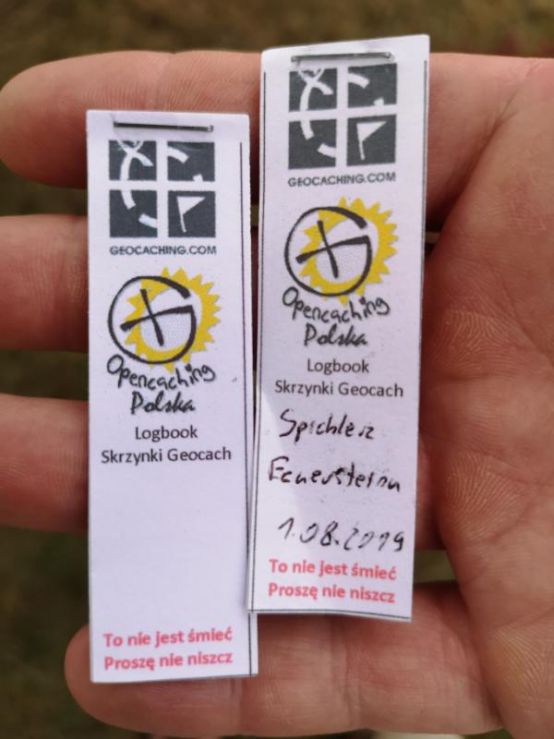 GEOCACHING.COM
Opencaching
Polska
Logbook
Skrzynki Geocach
To nie jest śmieć
Proszę nie niszcz
GEOCACHING.COM
Opencaching
Polska
Logbook
Skrzynki Geocach
Spichlerz
1.08.2019
To nie jest śmieć
Proszę nie niszcz